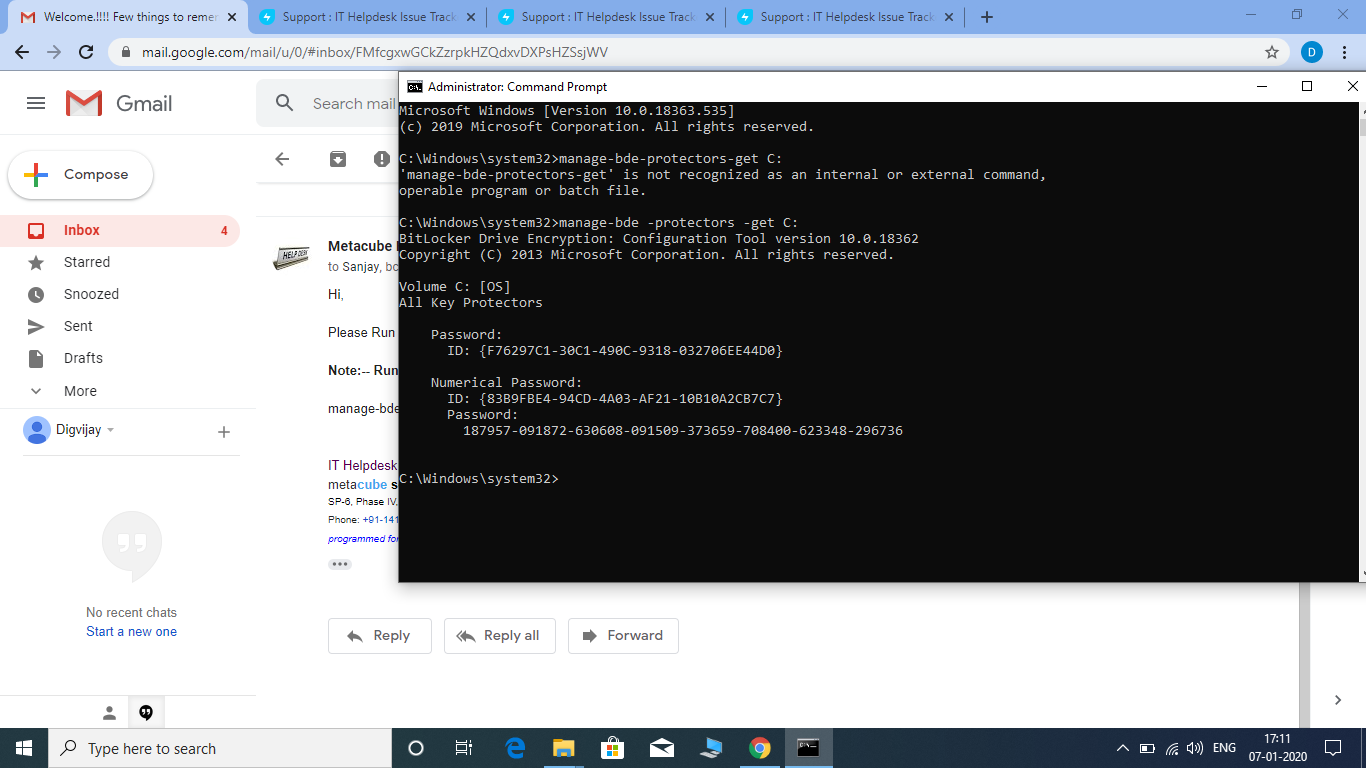 Welcome.!!!! Few things to remem
Support : IT Helpdesk Issue Track
Support : IT Helpdesk Issue Track
Support : IT Helpdesk Issue Track
mail.google.com/mail/u/0/#inbox/FMfcgxwGCkZzrpkHZQdxvDXPsHZSsjWV
D
Gmail
Search mail
Compose
Inbox 4
Starred
Snoozed
Sent
Drafts
More
Digvijay
No recent chats
Start a new one
HELP DESK
Metacube
to Sanjay, bc
Hi,
Please Run
Note:-- Run
manage-bde
IT Helpdesk
metacube s
SP-6, Phase IV,
Phone: +91-141
programmed for
Reply
Reply all
Forward
Administrator: Command Prompt
Microsoft Windows [Version 10.0.18363.535]
(c) 2019 Microsoft Corporation. All rights reserved.
C:\Windows\system32>manage-bde-protectors-get C:
'manage-bde-protectors-get' is not recognized as an internal or external command,
operable program or batch file.
C:\Windows\system32>manage-bde -protectors -get C:
BitLocker Drive Encryption: Configuration Tool version 10.0.18362
Copyright (C) 2013 Microsoft Corporation. All rights reserved.
Volume C: [OS]
All Key Protectors
Password:
ID: {F76297C1-30C1-490C-9318-032706EE44D0}
Numerical Password:
ID: {83B9FBE4-94CD-4A03-AF21-10B10A2CB7C7}
Password:
187957-091872-630608-091509-373659-708400-623348-296736
C:\Windows\system32>
Type here to search
ENG
17:11
07-01-2020